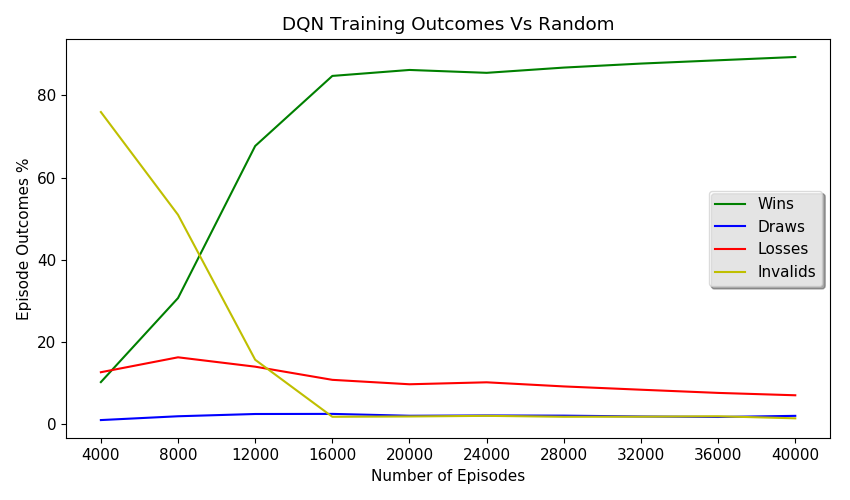 DQN Training Outcomes Vs Random
Episode Outcomes %
80
60
40
20
0
Wins
Draws
Losses
Invalids
4000 8000 12000 16000 20000 24000 28000 32000 36000 40000
Number of Episodes